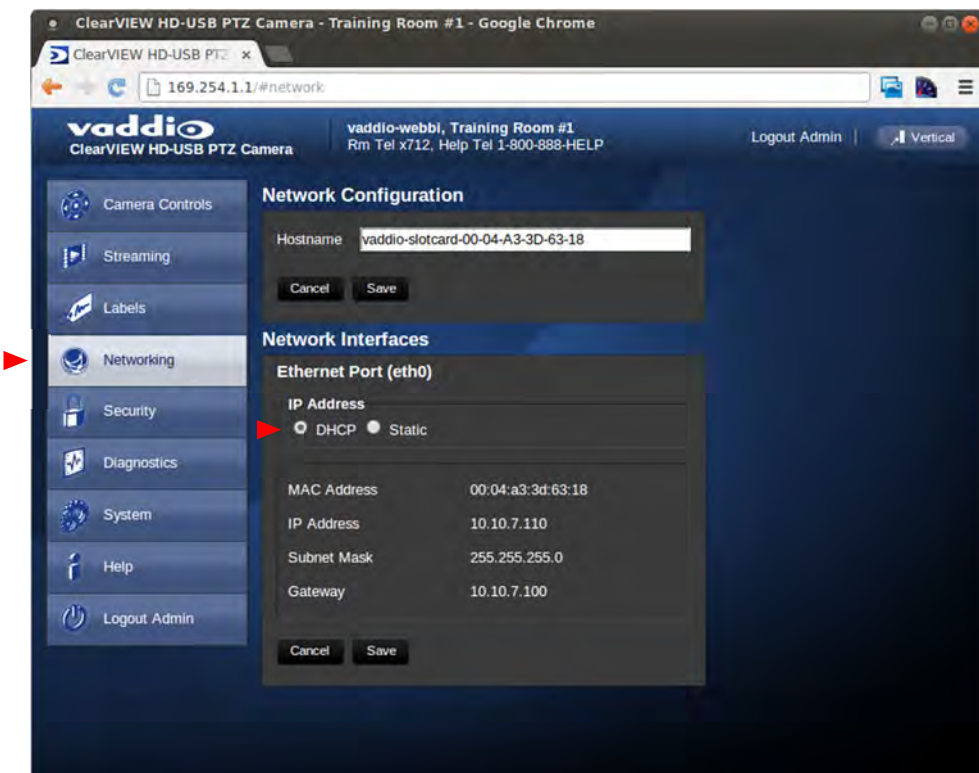 ClearVIEW HD-USB PTZ Camera - Training Room #1 - Google Chrome
ClearVIEW HD-USB PTZ
169.254.1.1/#network
vaddio
ClearVIEW HD-USB PTZ Camera
vaddio-webbi, Training Room #1
Rm Tel x712, Help Tel 1-800-888-HELP
Logout Admin
Vertical
Camera Controls
Streaming
Labels
Networking
Security
Diagnostics
System
Help
Logout Admin
Network Configuration
Hostname vaddio-slotcard-00-04-A3-3D-63-18
Cancel Save
Network Interfaces
Ethernet Port (eth0)
IP Address
DHCP Static
MAC Address 00:04:a3:3d:63:18
IP Address 10.10.7.110
Subnet Mask 255.255.255.0
Gateway 10.10.7.100
Cancel Save